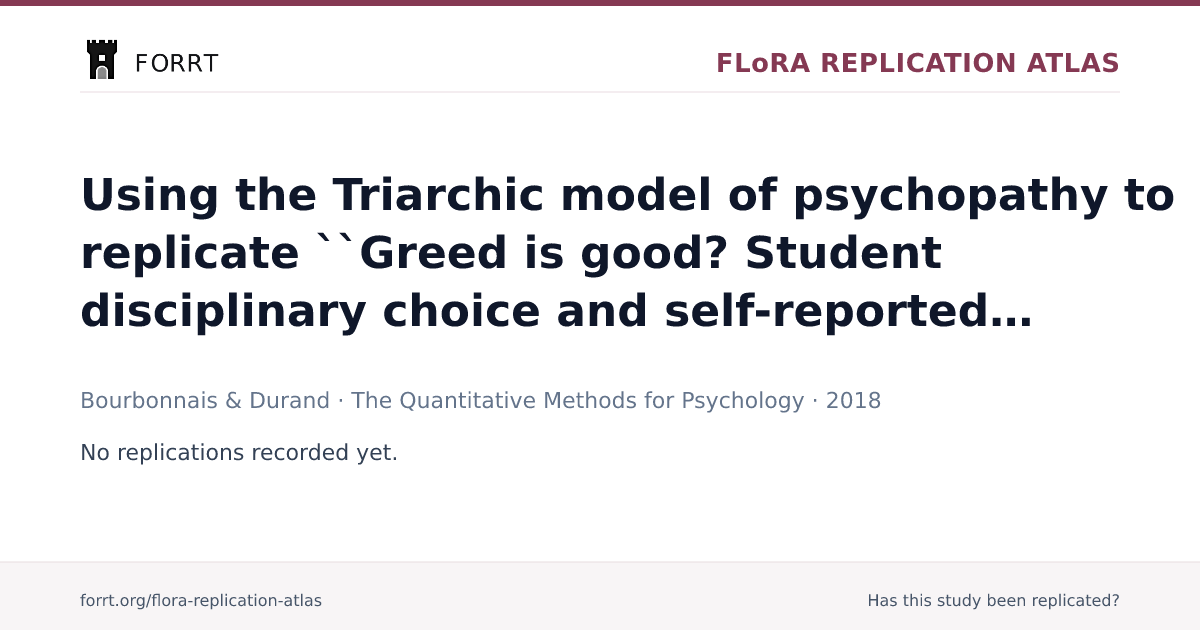 FORRT
FLoRA REPLICATION ATLAS
Using the Triarchic model of psychopathy to
replicate ``Greed is good? Student
disciplinary choice and self-reported…
Bourbonnais & Durand · The Quantitative Methods for Psychology · 2018
No replications recorded yet.
forrt.org/flora-replication-atlas
Has this study been replicated?